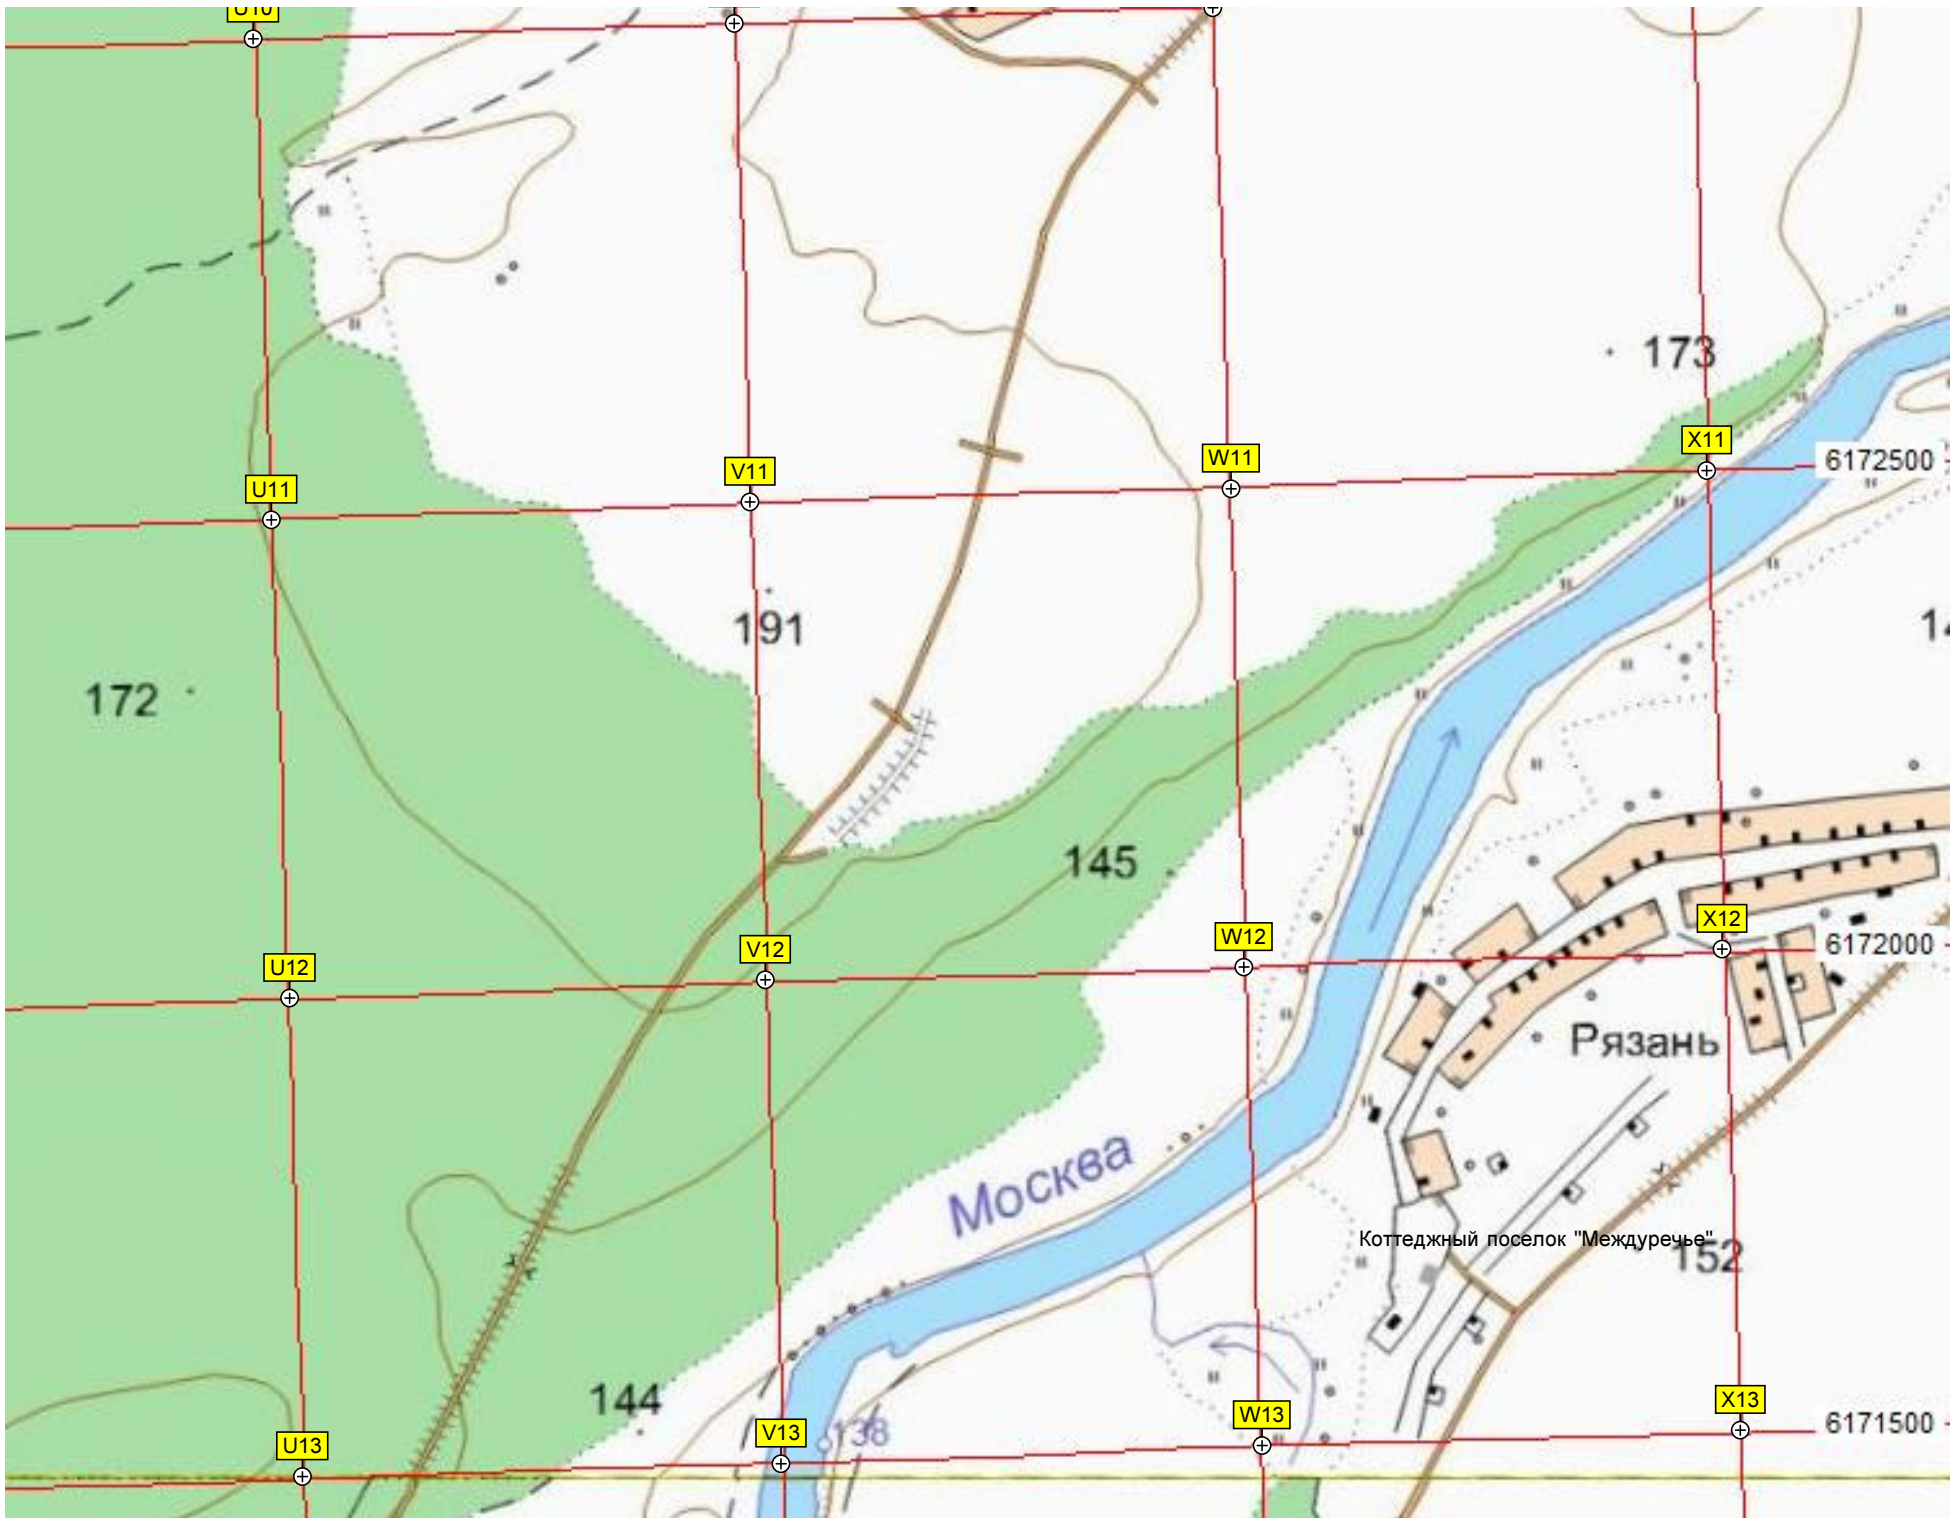 U10
173
X11
W11
6172500
V11
U11
191
172
145
X12
W12
6172000
V12
U12
Рязань
Москва
Коттеджный поселок "Междуречье"
152
144
X13
6171500
W13
V13
138
U13